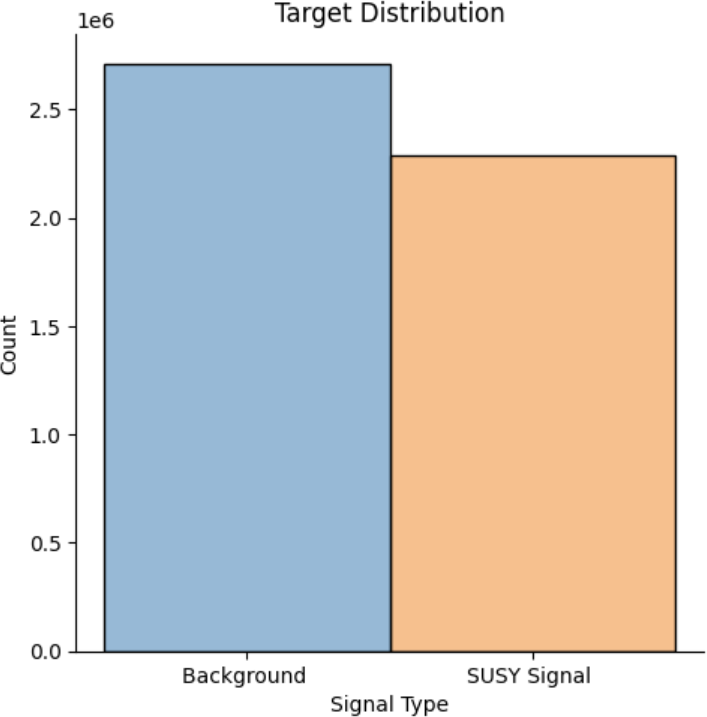 Target Distribution
1e6
2.5
2.0
1.5
1.0
0.5
0.0
Count
Background SUSY Signal
Signal Type